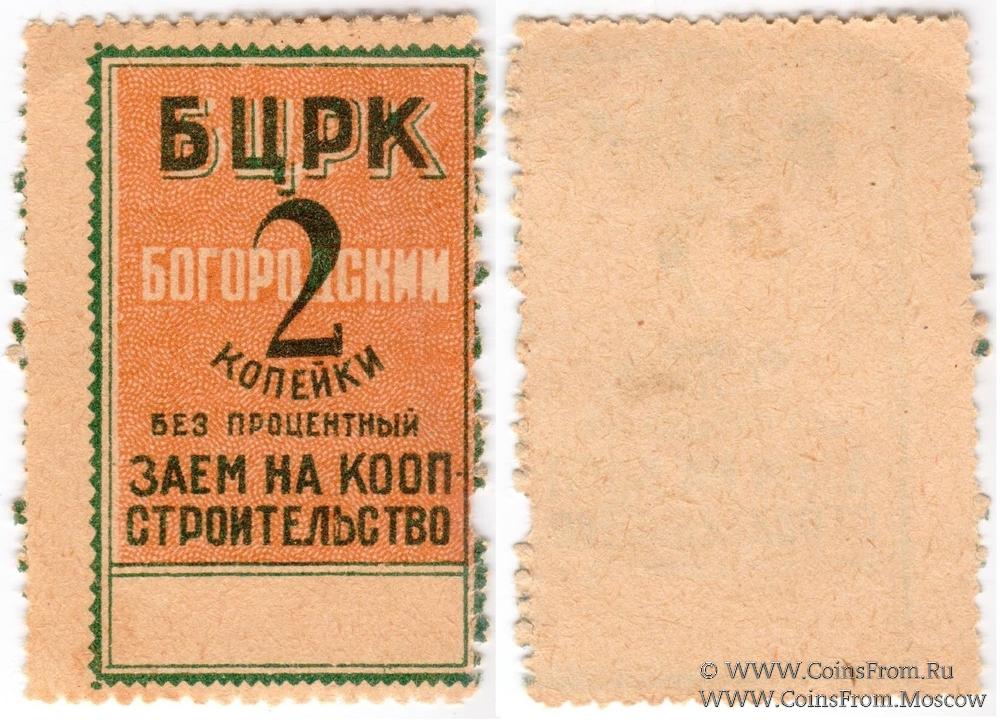 БЦРК
2
БОГОРОДСКИЙ
КОПЕЙКИ
БЕЗ ПРОЦЕНТНЫЙ
ЗАЕМ НА КООП-
СТРОИТЕЛЬСТВО
© WWW.CoinsFrom.Ru
WWW.CoinsFrom.Moscow